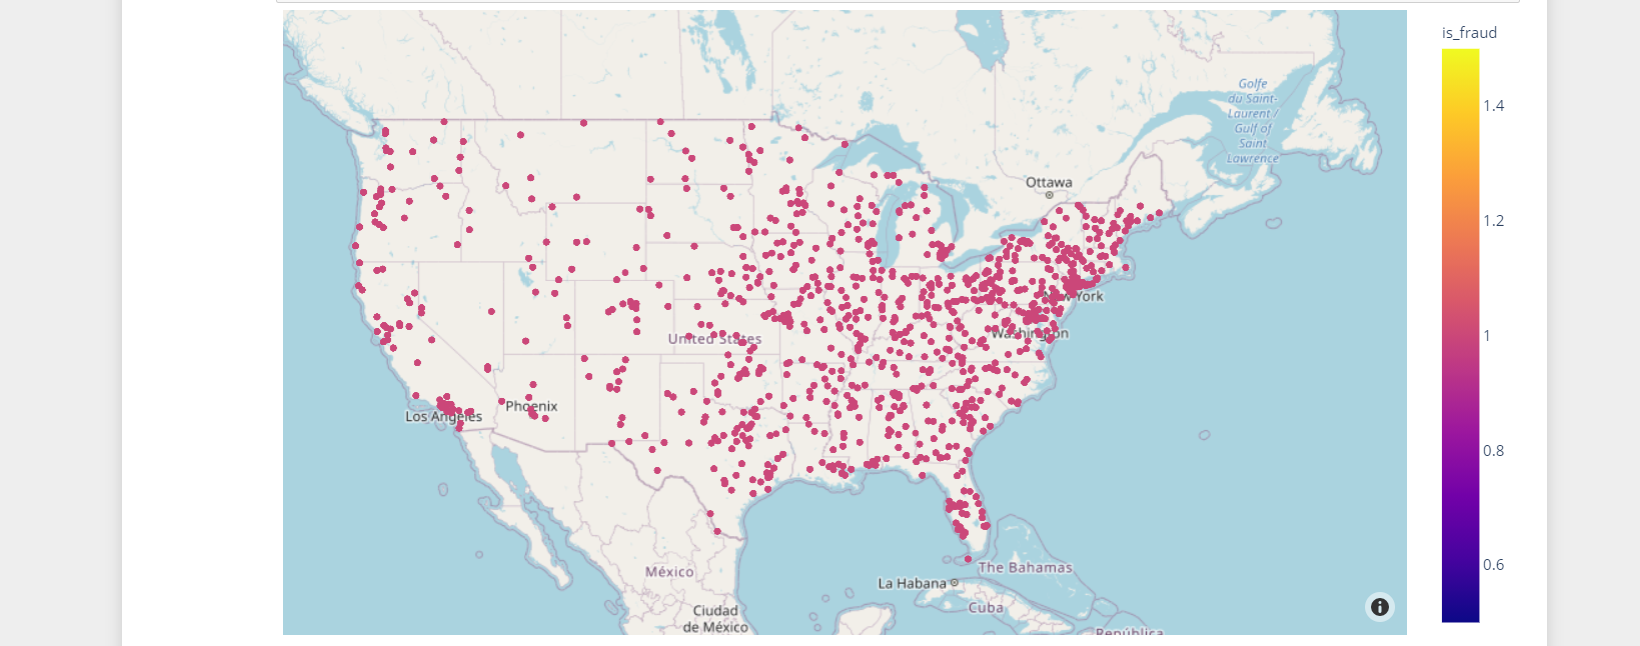 is_fraud
1.4
1.2
1
0.8
0.6
Golfe
du Saint-
Laurent /
Gulf of
Saint
Lawrence
Ottawa
New York
Washington
United States
Phoenix
Los Angeles
México
Ciudad
de México
La Habana
The Bahamas
Cuba
República